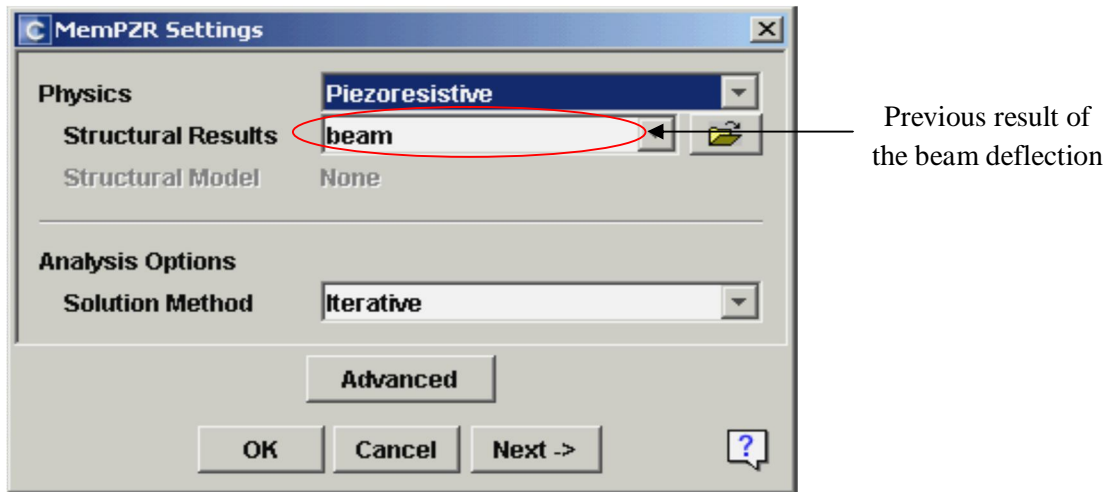 C MemPZR Settings
Physics Piezoresistive
Structural Results beam
Structural Model None
Previous result of
the beam deflection
Analysis Options
Solution Method Iterative
Advanced
OK Cancel Next ->
?